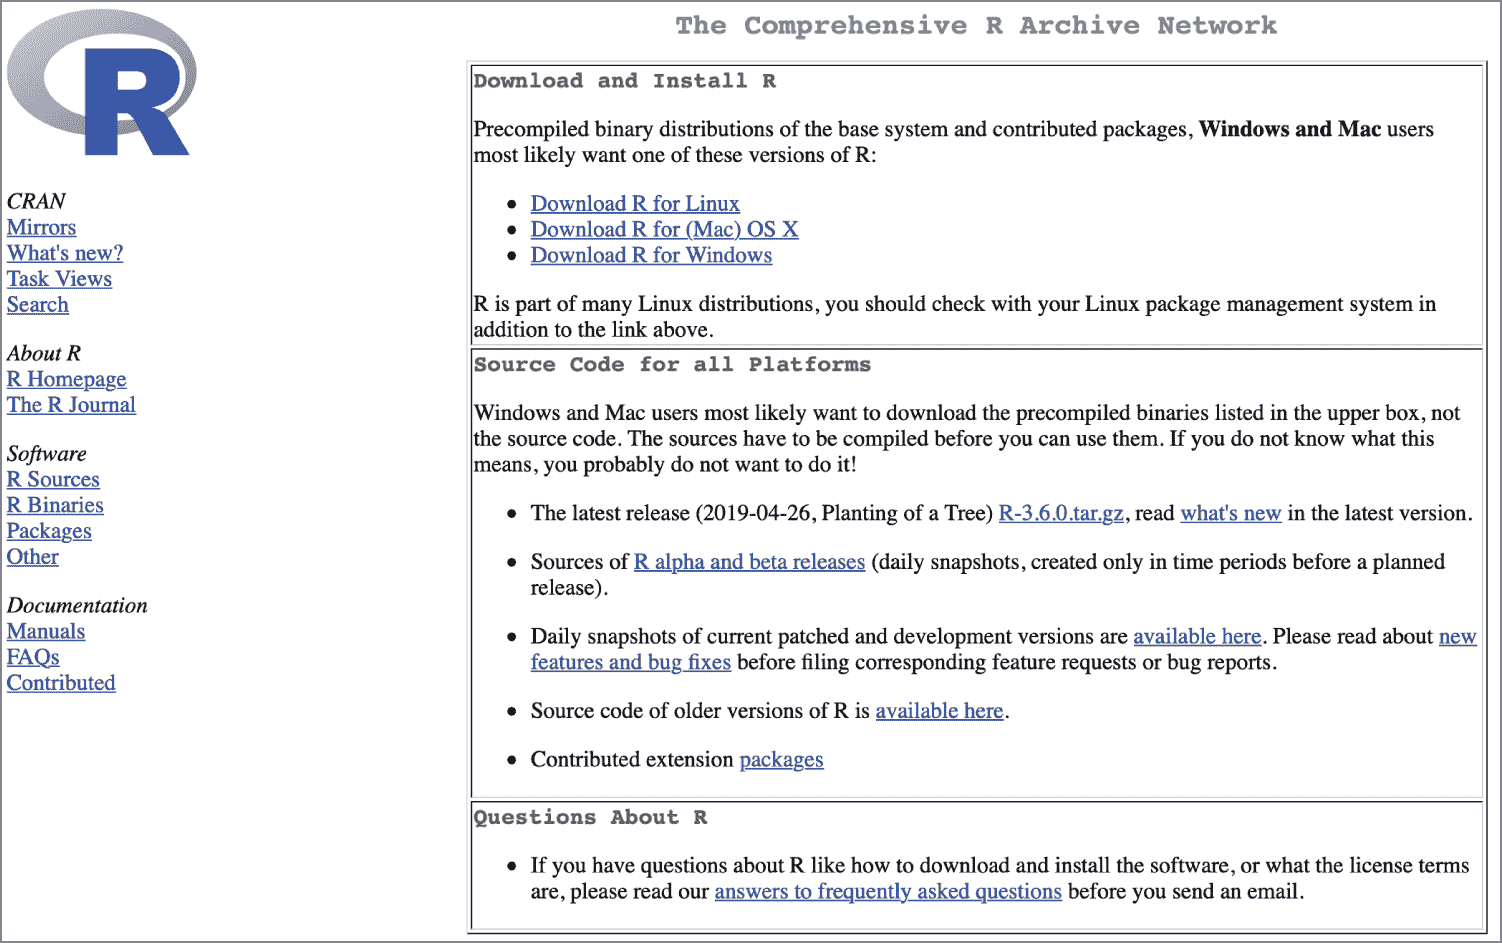 R
CRAN
Mirrors
What's new?
Task Views
Search
About R
R Homepage
The R Journal
Software
R Sources
R Binaries
Packages
Other
Documentation
Manuals
FAQs
Contributed
The Comprehensive R Archive Network
Download and Install R
Precompiled binary distributions of the base system and contributed packages, Windows and Mac users
most likely want one of these versions of R:
• Download R for Linux
• Download R for (Mac) OS X
• Download R for Windows
R is part of many Linux distributions, you should check with your Linux package management system in
addition to the link above.
Source Code for all Platforms
Windows and Mac users most likely want to download the precompiled binaries listed in the upper box, not
the source code. The sources have to be compiled before you can use them. If you do not know what this
means, you probably do not want to do it!
• The latest release (2019-04-26, Planting of a Tree) R-3.6.0.tar.gz, read what's new in the latest version.
• Sources of R alpha and beta releases (daily snapshots, created only in time periods before a planned
release).
• Daily snapshots of current patched and development versions are available here. Please read about new
features and bug fixes before filing corresponding feature requests or bug reports.
• Source code of older versions of R is available here.
• Contributed extension packages
Questions About R
• If you have questions about R like how to download and install the software, or what the license terms
are, please read our answers to frequently asked questions before you send an email.